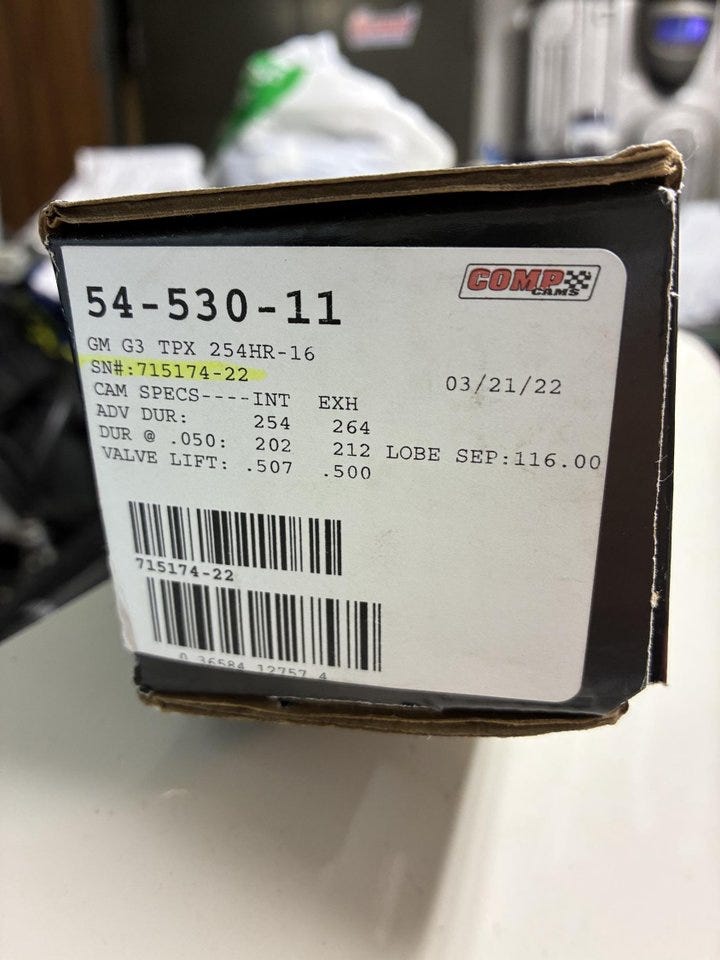 COMP
CAMS
54-530-11
GM G3 TPX 254HR-16
SN#:715174-22
03/21/22
CAM SPECS----INT EXH
ADV DUR: 254 264
DUR @ .050: 202 212 LOBE SEP:116.00
VALVE LIFT: .507 .500
715174-22
0 36584 12757 4